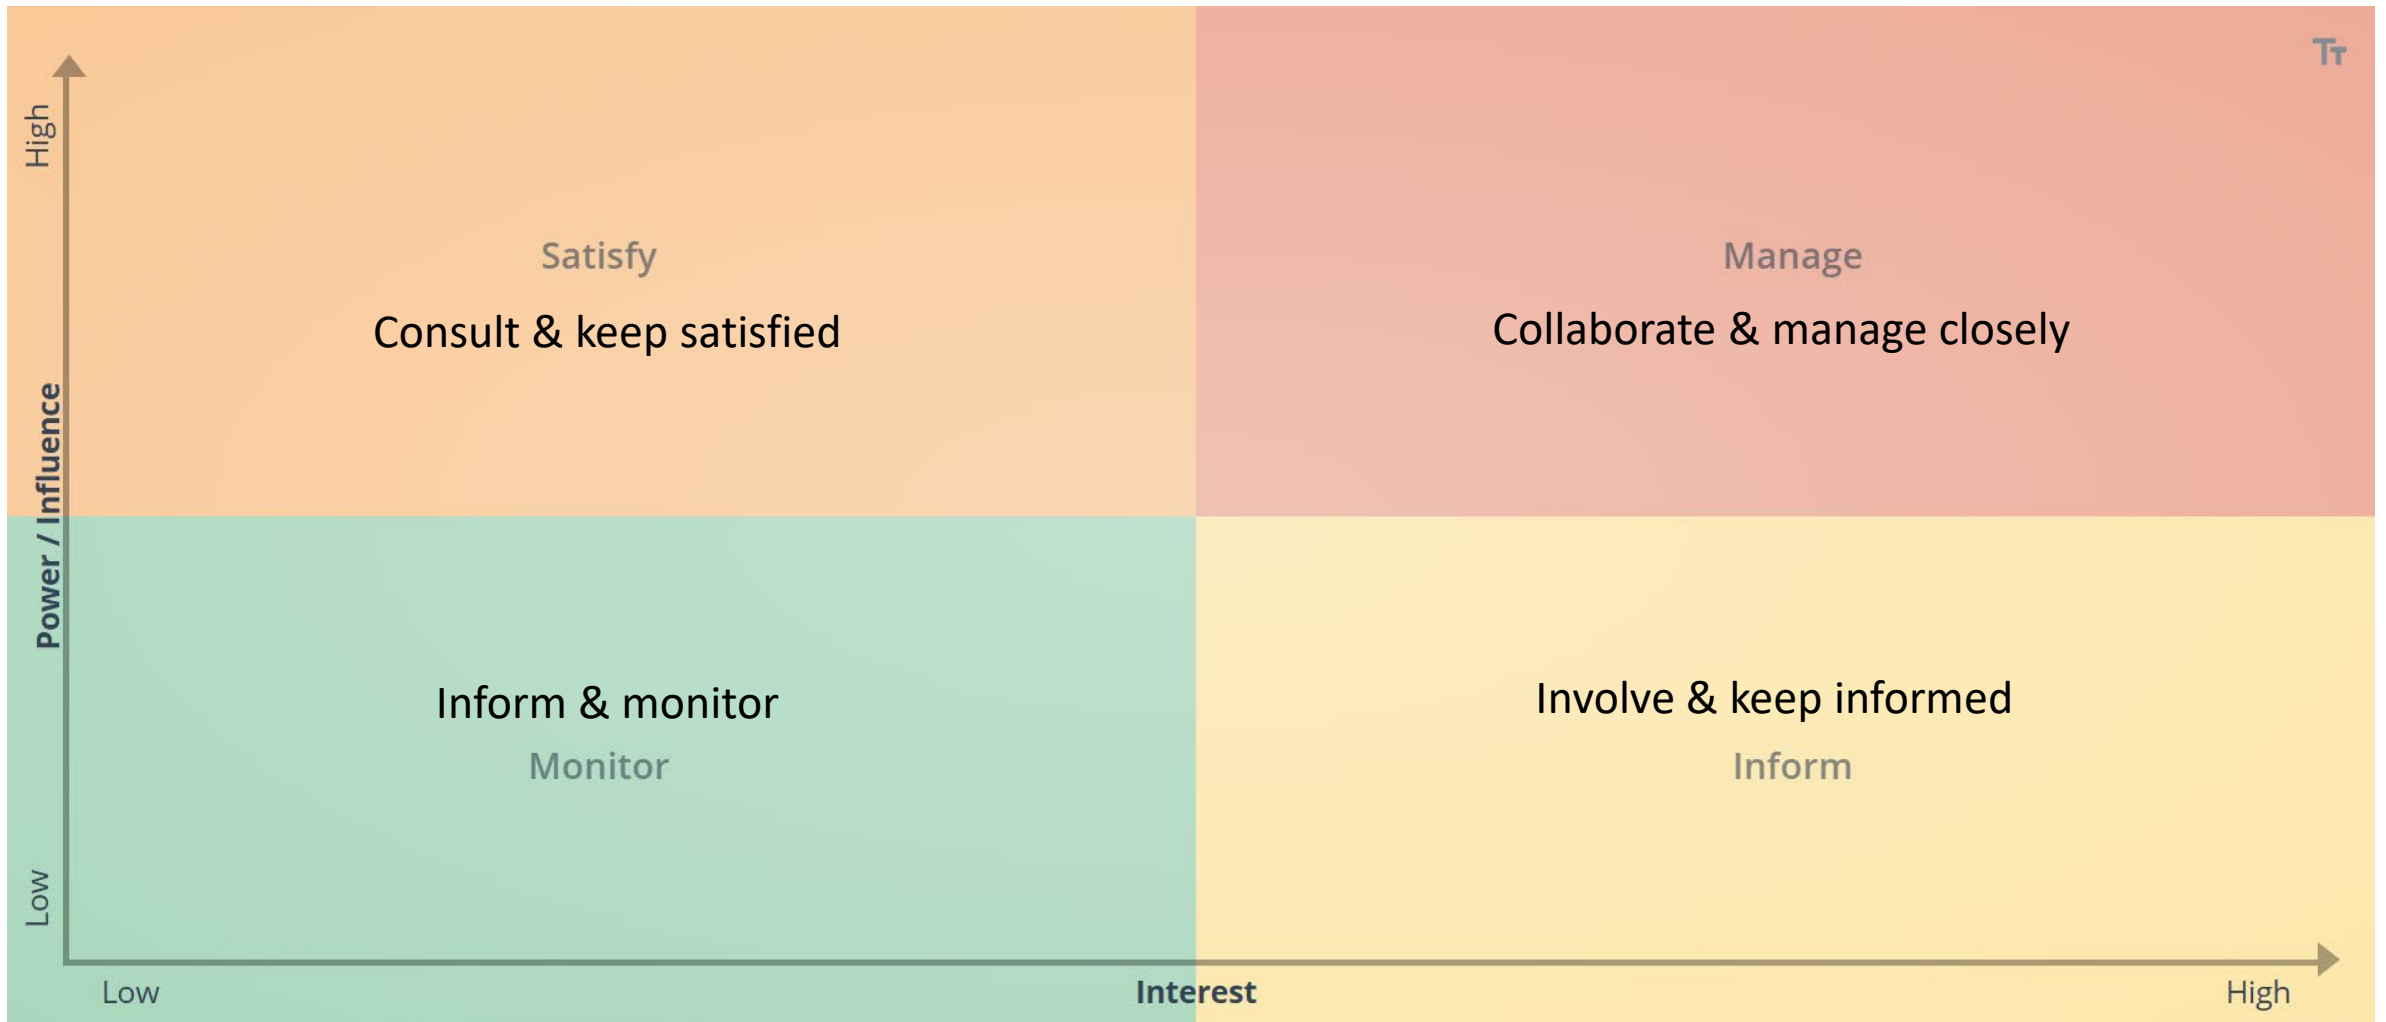 TT
High
Satisfy
Manage
Consult & keep satisfied
Collaborate & manage closely
Power / Influence
Inform & monitor
Involve & keep informed
Monitor
Inform
Low
Low
Interest
High